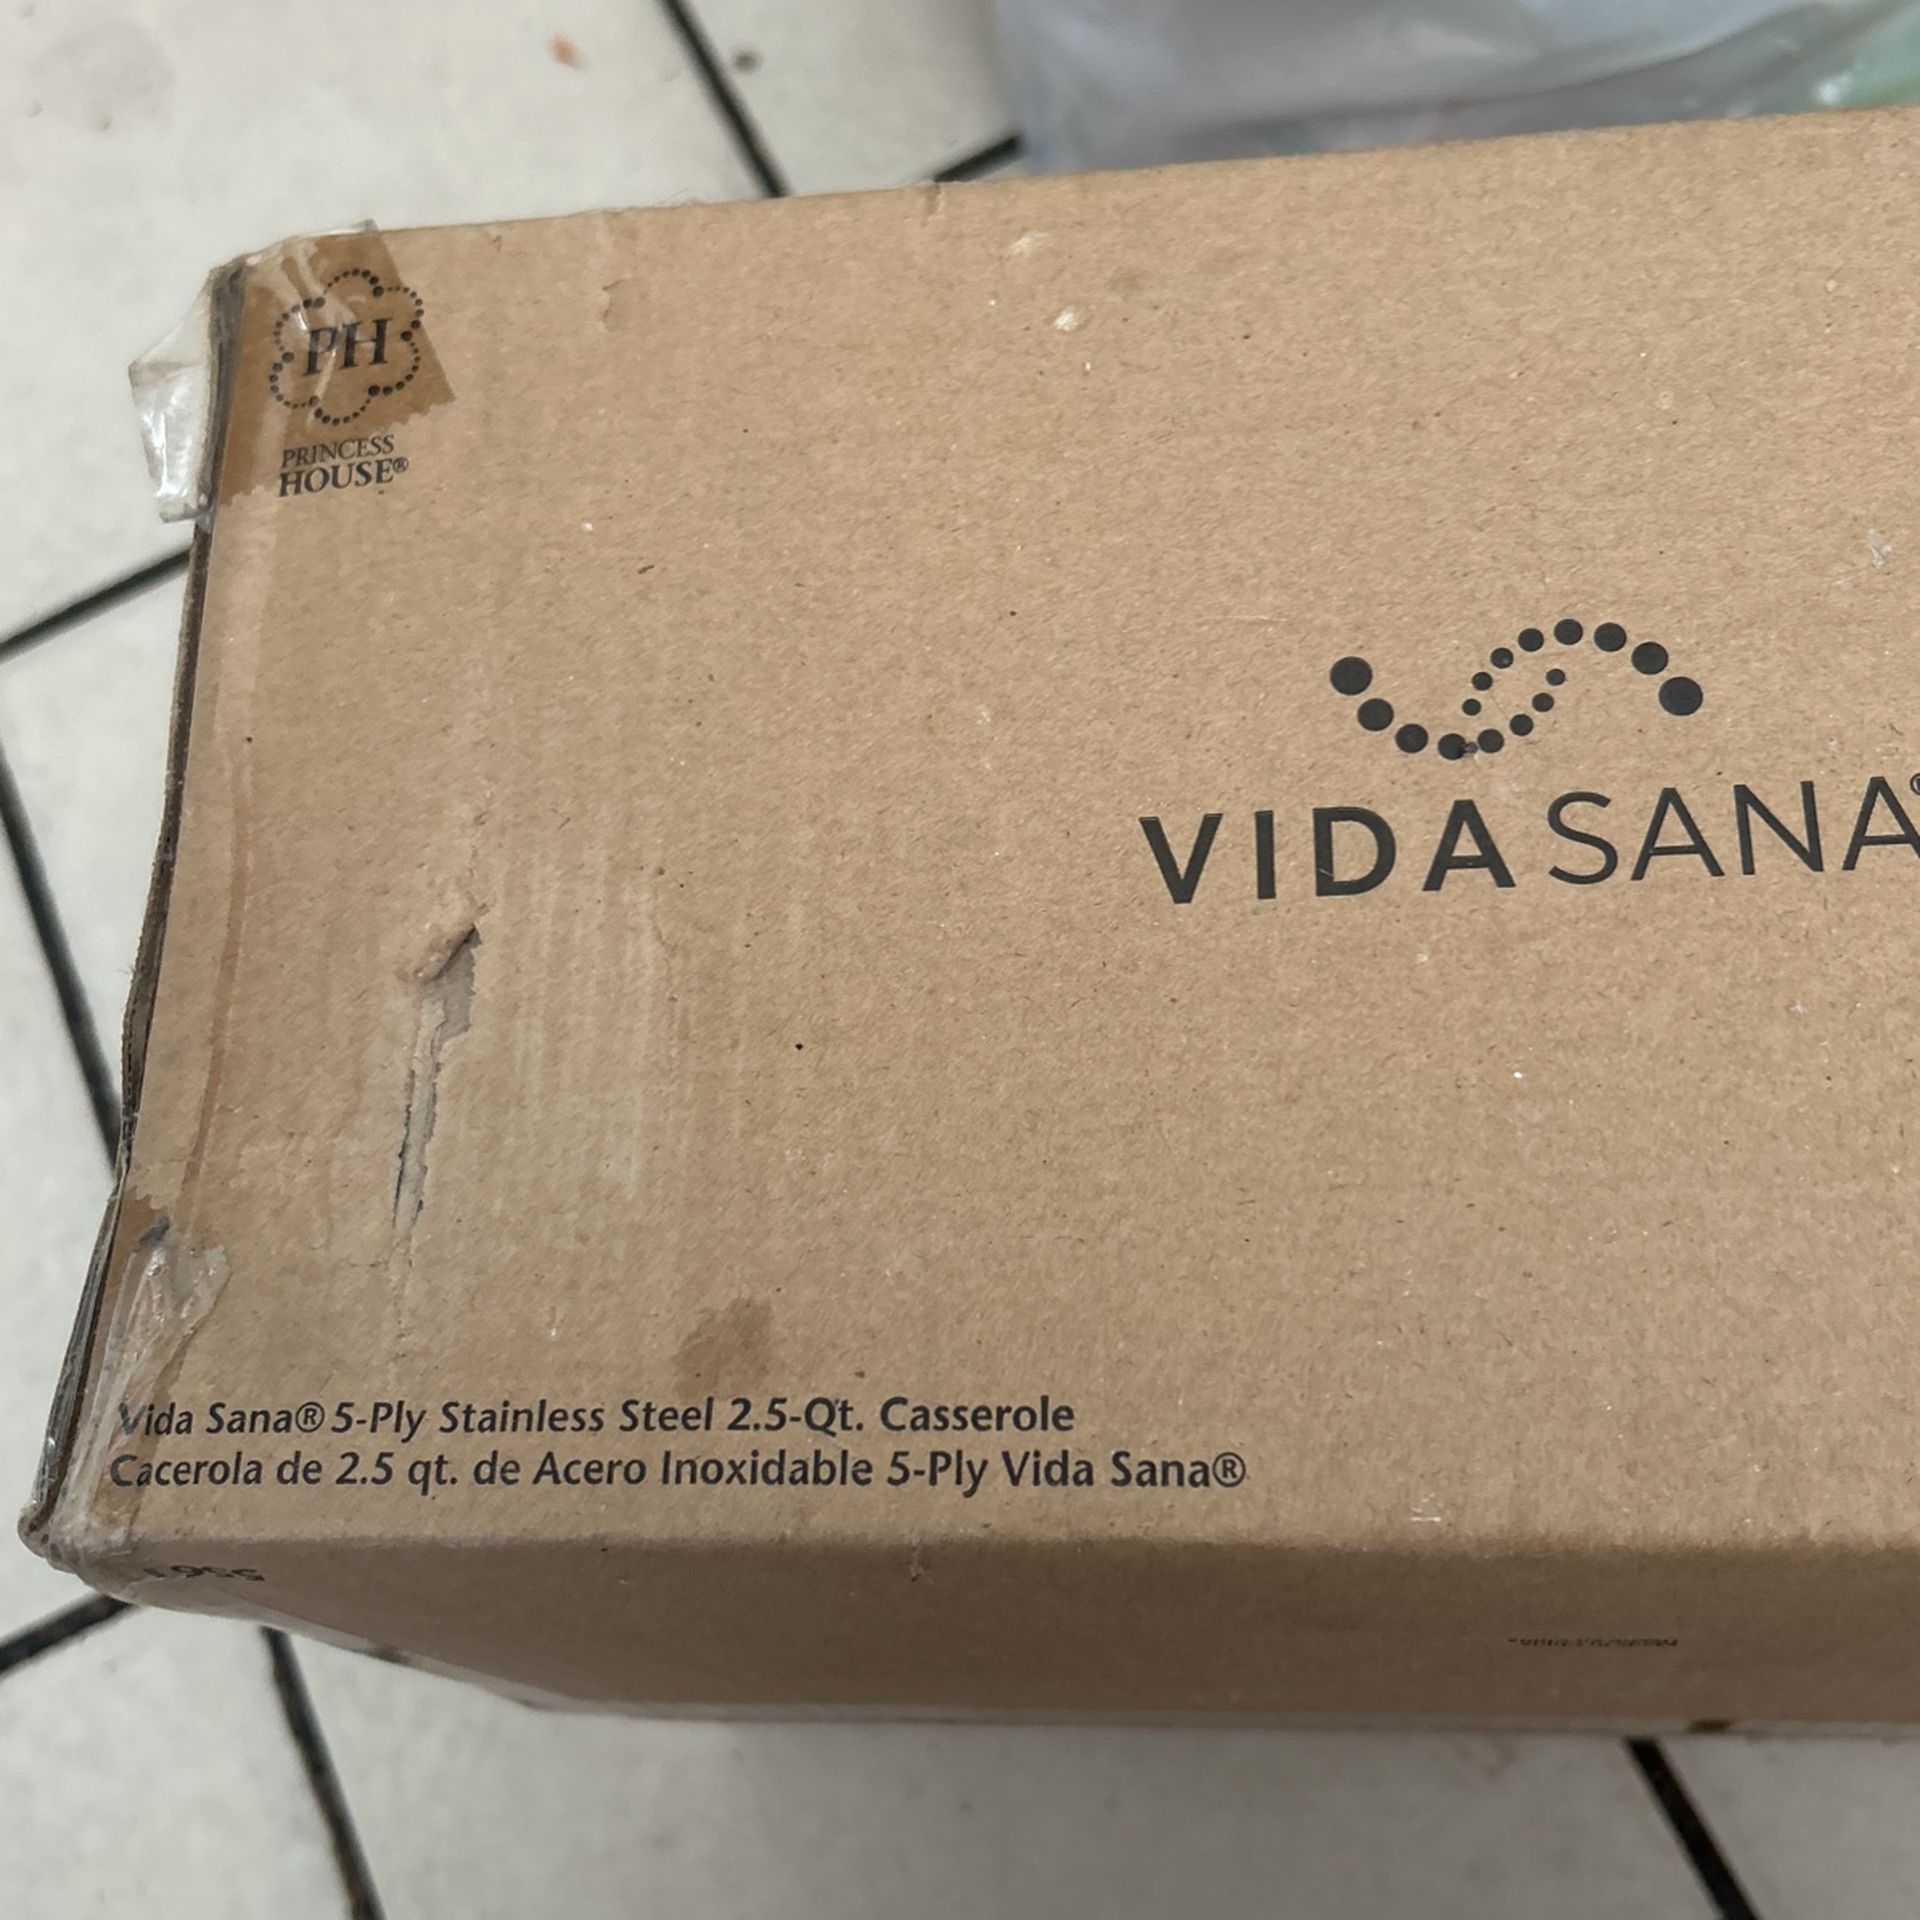 PH
PRINCESS
HOUSE®
VIDA SANA®
Vida Sana® 5-Ply Stainless Steel 2.5-Qt. Casserole
Cacerola de 2.5 qt. de Acero Inoxidable 5-Ply Vida Sana®